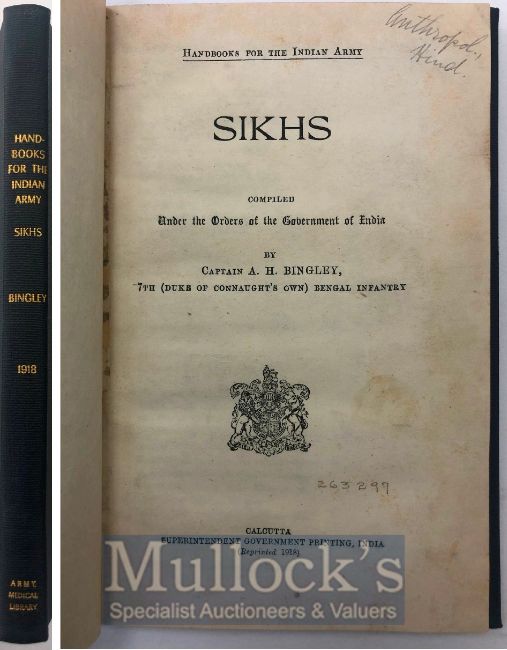 HAND-
BOOKS
FOR THE
INDIAN
ARMY
SIKHS
BINGLEY
1918
ARMY
MEDICAL
LIBRARY
Anthropol.,
Hind.
HANDBOOKS FOR THE INDIAN ARMY
SIKHS
COMPILED
Under the Orders of the Government of India
BY
CAPTAIN A. H. BINGLEY,
7TH (DUKE OF CONNAUGHT'S OWN) BENGAL INFANTRY
263297
CALCUTTA
SUPERINTENDENT GOVERNMENT PRINTING, INDIA
(Reprinted 1918)
Mullock's
Specialist Auctioneers & Valuers